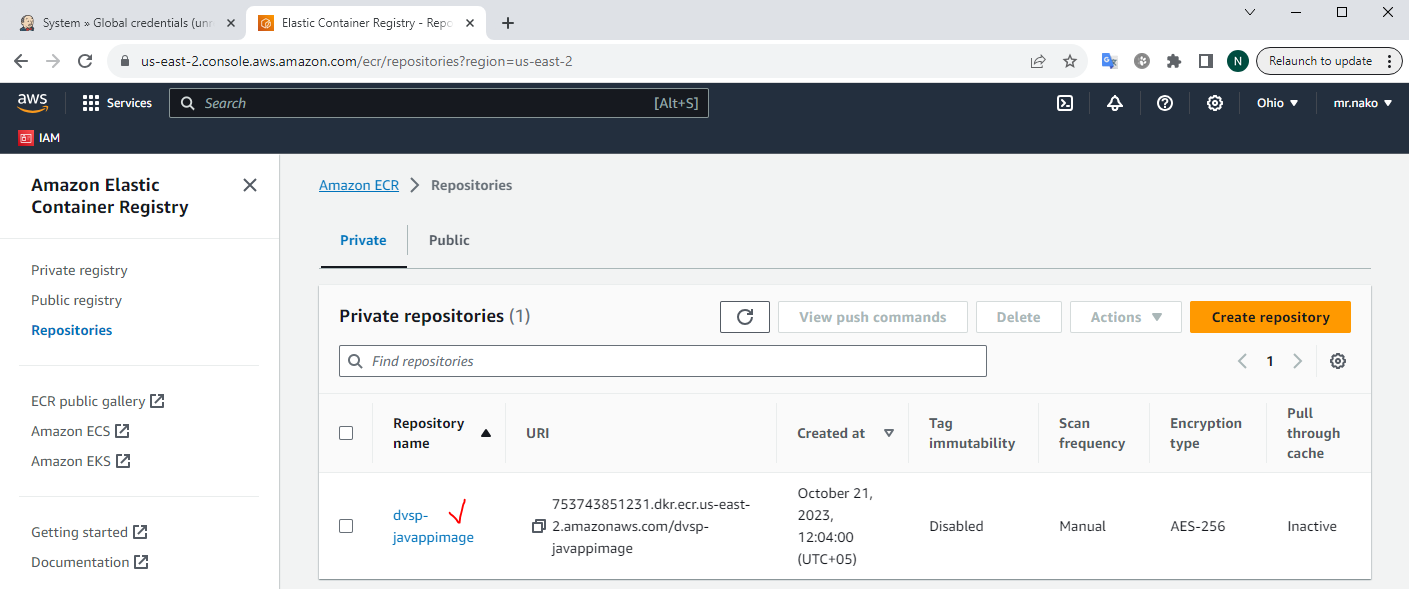 System » Global credentials (unr
Elastic Container Registry - Repo
us-east-2.console.aws.amazon.com/ecr/repositories?region=us-east-2
N
Relaunch to update
aws
Services
Search
[Alt+S]
Ohio
mr.nako
IAM
Amazon Elastic
Container Registry
Private registry
Public registry
Repositories
ECR public gallery
Amazon ECS
Amazon EKS
Getting started
Documentation
Amazon ECR
Repositories
Private
Public
Private repositories (1)
View push commands
Delete
Actions
Create repository
Find repositories
1
Repository
name
URI
Created at
Tag
immutability
Scan
frequency
Encryption
type
Pull
through
cache
dvsp-
javappimage
753743851231.dkr.ecr.us-east-
2.amazonaws.com/dvsp-
javappimage
October 21,
2023,
12:04:00
(UTC+05)
Disabled
Manual
AES-256
Inactive